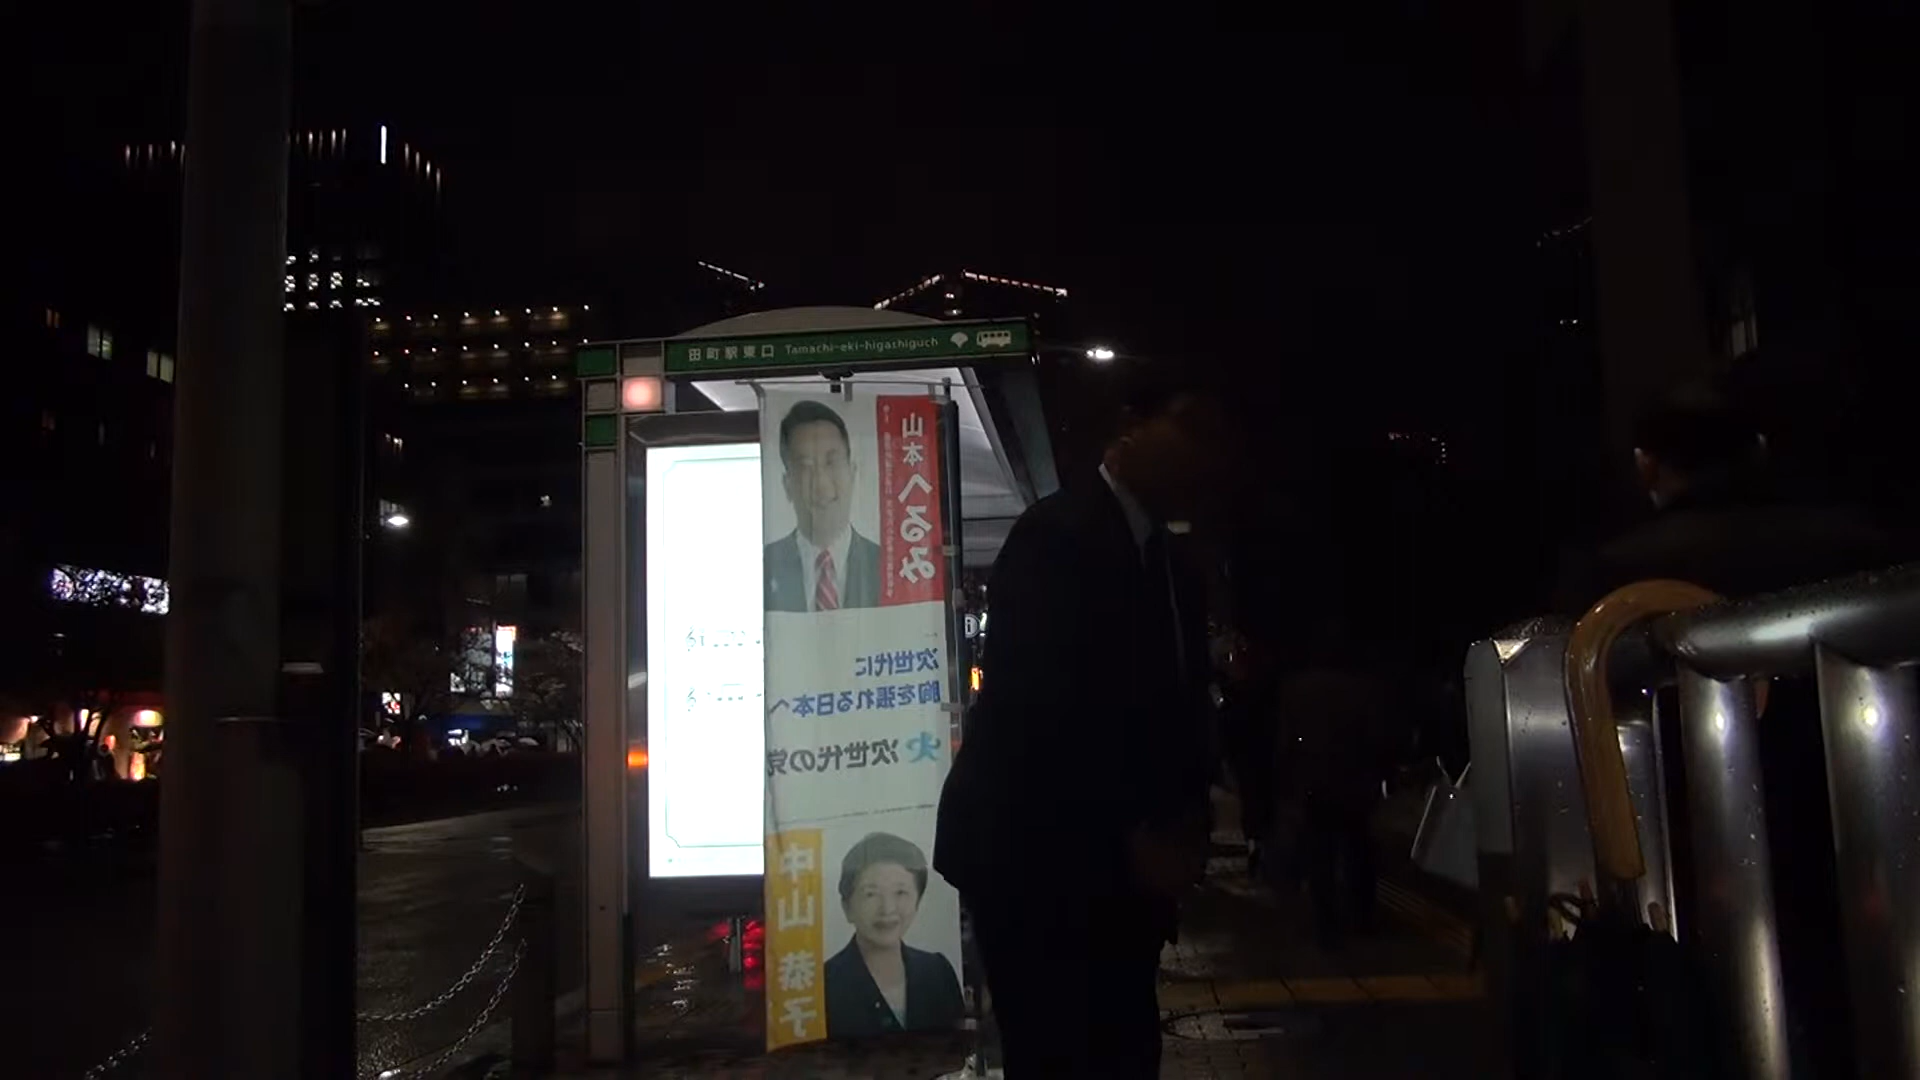 田町駅東口 Tamachi-eki-higashiguch
山本へるみ
次世代に
胸を張れる日本へ
次世代の党
中山恭子